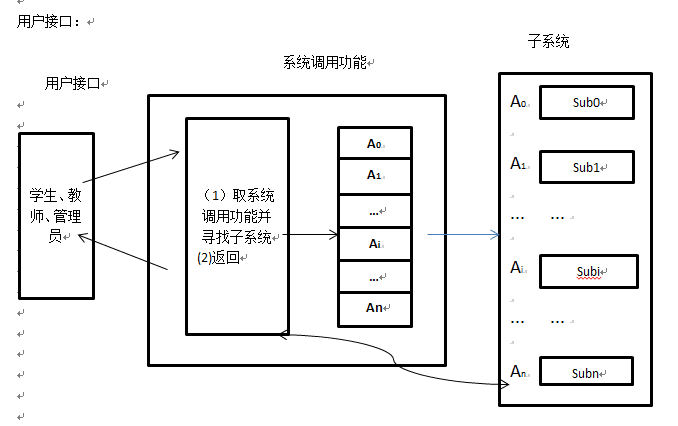 用户接口：
子系统
系统调用功能
用户接口
学生、教
师、管理
员
（1）取系统
调用功能并
寻找子系统
(2)返回
A0
A1
...
Ai
...
An
A0 Sub0
A1 Sub1
... ...
Ai Subi
... ...
An Subn